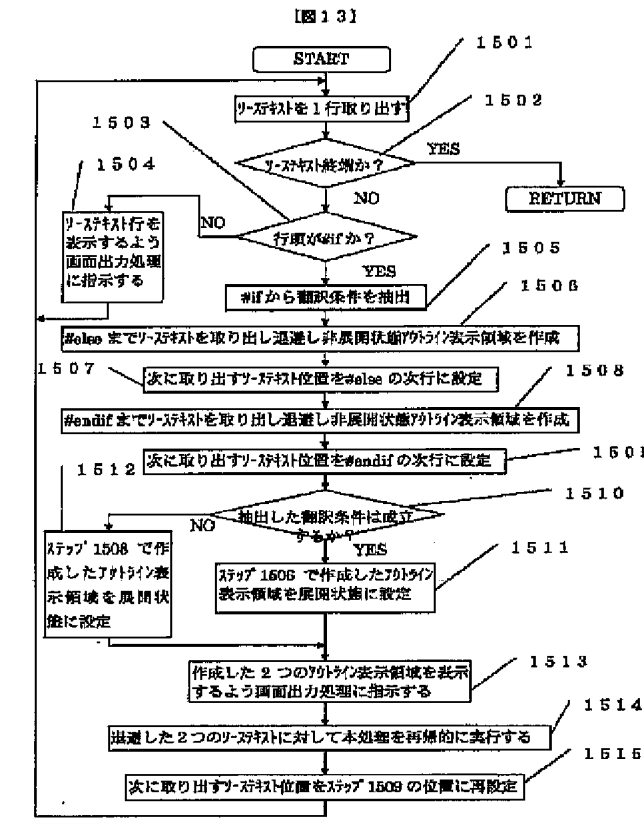 【図１３】
START
１５０１
ソーステキストを１行取り出す
１５０２
ソーステキスト終端か？
YES
RETURN
NO
１５０３
行頭が#ifか？
NO
１５０４
ソーステキスト行を
表示するよう
画面出力処理
に指示する
YES
１５０５
#ifから翻訳条件を抽出
１５０６
#elseまでソーステキストを取り出し退避し非展開状態アウトライン表示領域を作成
１５０７
次に取り出すソーステキスト位置を#elseの次行に設定
１５０８
#endifまでソーステキストを取り出し退避し非展開状態アウトライン表示領域を作成
次に取り出すソーステキスト位置を#endifの次行に設定
１５１０
抽出した翻訳条件は成立
するか？
NO
１５１２
ステップ1508で作
成したアウトライン表
示領域を展開状
態に設定
YES
１５１１
ステップ1506で作成したアウトライン
表示領域を展開状態に設定
１５１３
作成した２つのアウトライン表示領域を表示
するよう画面出力処理に指示する
１５１４
退避した２つのソーステキストに対して本処理を再帰的に実行する
１５１５
次に取り出すソーステキスト位置をステップ1509の位置に再設定